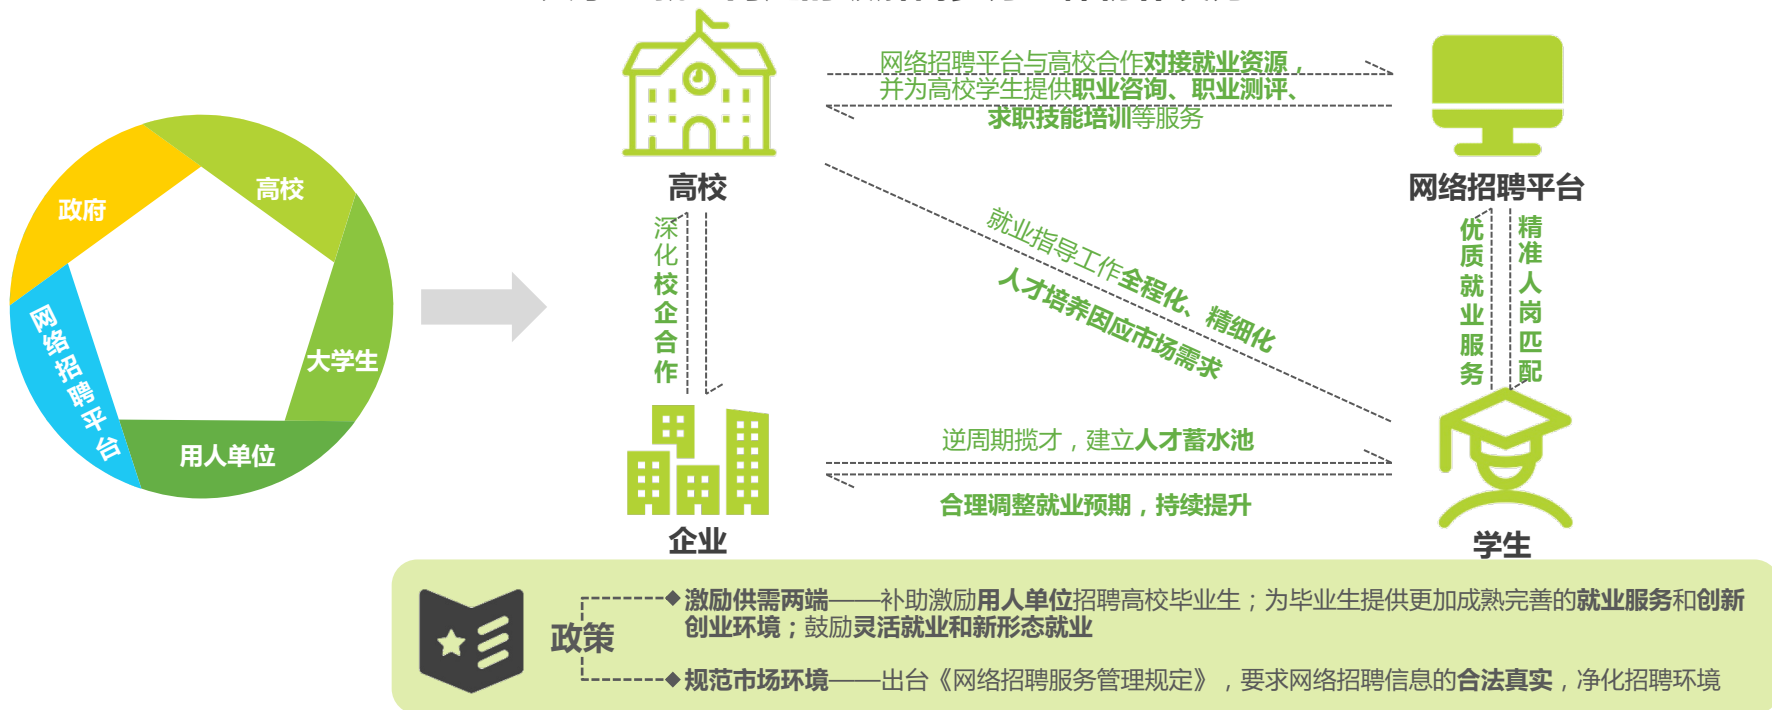 网络招聘平台与高校合作对接就业资源，
并为高校学生提供职业咨询、职业测评、
求职技能培训等服务
政府
高校
大学生
用人单位
网络招聘平台
高校
网络招聘平台
深化校企合作
就业指导工作全程化、精细化
人才培养因应市场需求
优质就业服务
精准人岗匹配
逆周期揽才，建立人才蓄水池
合理调整就业预期，持续提升
企业
学生
政策
激励供需两端——补助激励用人单位招聘高校毕业生；为毕业生提供更加成熟完善的就业服务和创新
创业环境；鼓励灵活就业和新形态就业
规范市场环境——出台《网络招聘服务管理规定》，要求网络招聘信息的合法真实，净化招聘环境